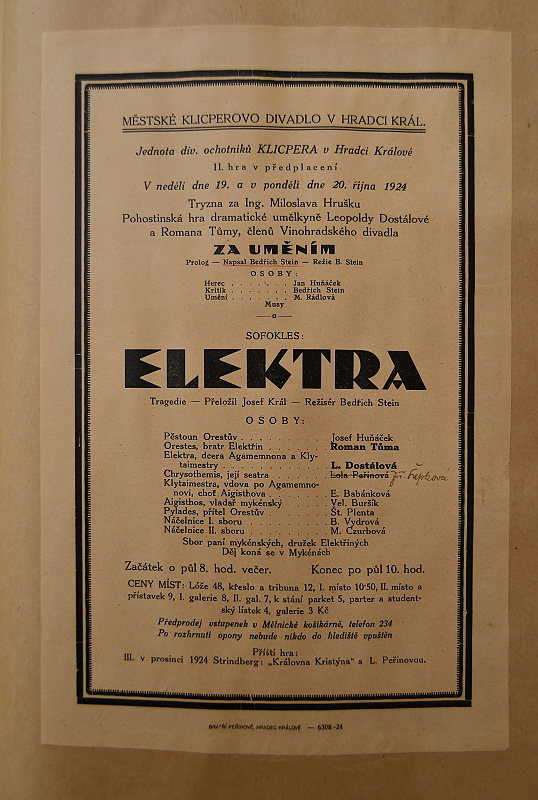 MĚSTSKÉ KLICPEROVO DIVADLO V HRADCI KRÁL.
Jednota div. ochotníků KLICPERA v Hradci Králové
II. hra v předplacení
V neděli dne 19. a v pondělí dne 20. října 1924
Tryzna za Ing. Miloslava Hrušku
Pohostinská hra dramatické umělkyně Leopoldy Dostálové
a Romana Tůmy, členů Vinohradského divadla
ZA UMĚNÍM
Prolog — Napsal Bedřich Stein — Režie B. Stein
OSOBY:
Herec . . . . . . . Jan Huňáček
Kritik . . . . . . . Bedřich Stein
Umění . . . . . . . M. Rádlová
Musy
SOFOKLES:
ELEKTRA
Tragedie — Přeložil Josef Král — Režisér Bedřich Stein
OSOBY:
Pěstoun Orestův . . . . . . . . . . Josef Huňáček
Orestes, bratr Elektřin . . . . . . . . Roman Tůma
Elektra, dcera Agamemnona a Kly-
taimestry . . . . . . . . . . . . L. Dostálová
Chrysothemis, její sestra . . . . . . . Lola Peřinová Jiř. Řepková
Klytaimestra, vdova po Agamemno-
novi, choť Aigisthova . . . . . . . E. Babánková
Aigisthos, vladař mykénský . . . . . Vel. Buršík
Pylades, přítel Orestův . . . . . . . Št. Plenta
Náčelnice I. sboru . . . . . . . . . B. Vydrová
Náčelnice II. sboru . . . . . . . . . M. Czurbová
Sbor paní mykénských, družek Elektřiných
Děj koná se v Mykénách
Začátek o půl 8. hod. večer. Konec po půl 10. hod.
CENY MÍST: Lóže 48, křeslo a tribuna 12, I. místo 10·50, II. místo a
přístavek 9, I. galerie 8, II. gal. 7, k stání parket 5, parter a student-
ský lístek 4, galerie 3 Kč
Předprodej vstupenek v Mělnické košikárně, telefon 234
Po rozhrnutí opony nebude nikdo do hlediště vpuštěn
Příští hra:
III. v prosinci 1924 Strindberg: „Královna Kristýna" s L. Peřinovou.
BRATŘÍ PEŘINOVÉ, HRADEC KRÁLOVÉ — 6308-24